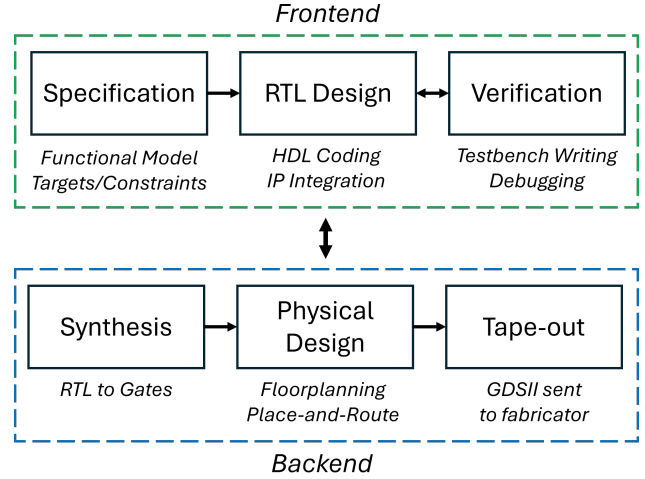 Frontend
Specification
RTL Design
Verification
Functional Model
Targets/Constraints
HDL Coding
IP Integration
Testbench Writing
Debugging
Synthesis
Physical
Design
Tape-out
RTL to Gates
Floorplanning
Place-and-Route
GDSII sent
to fabricator
Backend